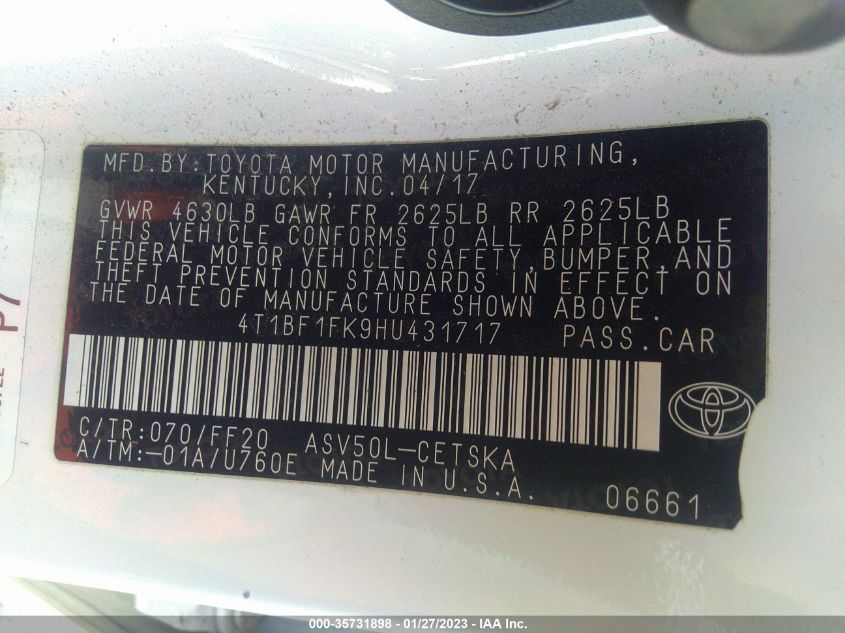 MFD.BY:TOYOTA MOTOR MANUFACTURING,
KENTUCKY,INC.04/17
GVWR 4630LB GAWR FR 2625LB RR 2625LB
THIS VEHICLE CONFORMS TO ALL APPLICABLE
FEDERAL MOTOR VEHICLE SAFETY,BUMPER,AND
THEFT PREVENTION STANDARDS IN EFFECT ON
THE DATE OF MANUFACTURE SHOWN ABOVE.
4T1BF1FK9HU431717 PASS.CAR
C/TR:070/FF20 ASV50L-CETSKA
A/TM:-01A/U760E MADE IN U.S.A. 06661
P7
000-35731898 - 01/27/2023 - IAA Inc.